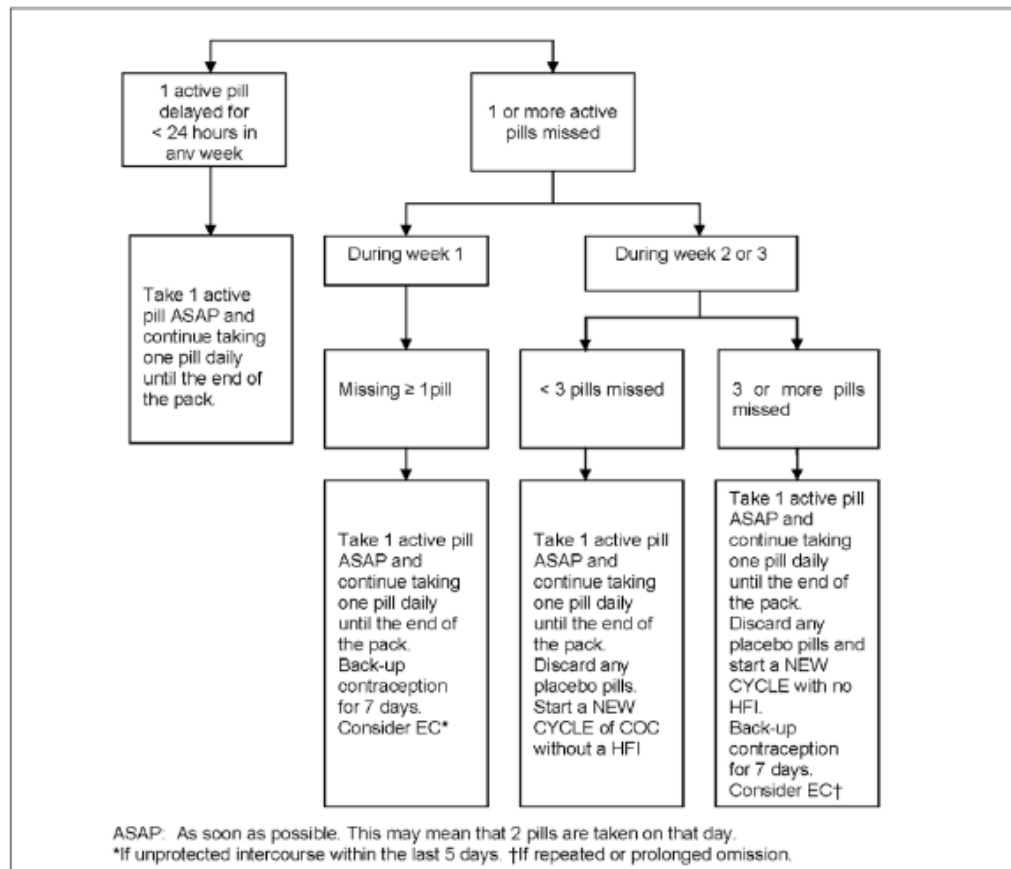 1 active pill
delayed for
< 24 hours in
any week
1 or more active
pills missed
Take 1 active
pill ASAP and
continue taking
one pill daily
until the end of
the pack.
During week 1
During week 2 or 3
Missing ≥ 1pill
< 3 pills missed
3 or more pills
missed
Take 1 active pill
ASAP and
continue taking
one pill daily
until the end of
the pack.
Back-up
contraception
for 7 days.
Consider EC*
Take 1 active pill
ASAP and
continue taking
one pill daily
until the end of
the pack.
Discard any
placebo pills.
Start a NEW
CYCLE of COC
without a HFI
Take 1 active pill
ASAP and
continue taking
one pill daily
until the end of
the pack.
Discard any
placebo pills and
start a NEW
CYCLE with no
HFI.
Back-up
contraception
for 7 days.
Consider EC†
ASAP: As soon as possible. This may mean that 2 pills are taken on that day.
*If unprotected intercourse within the last 5 days. †If repeated or prolonged omission.